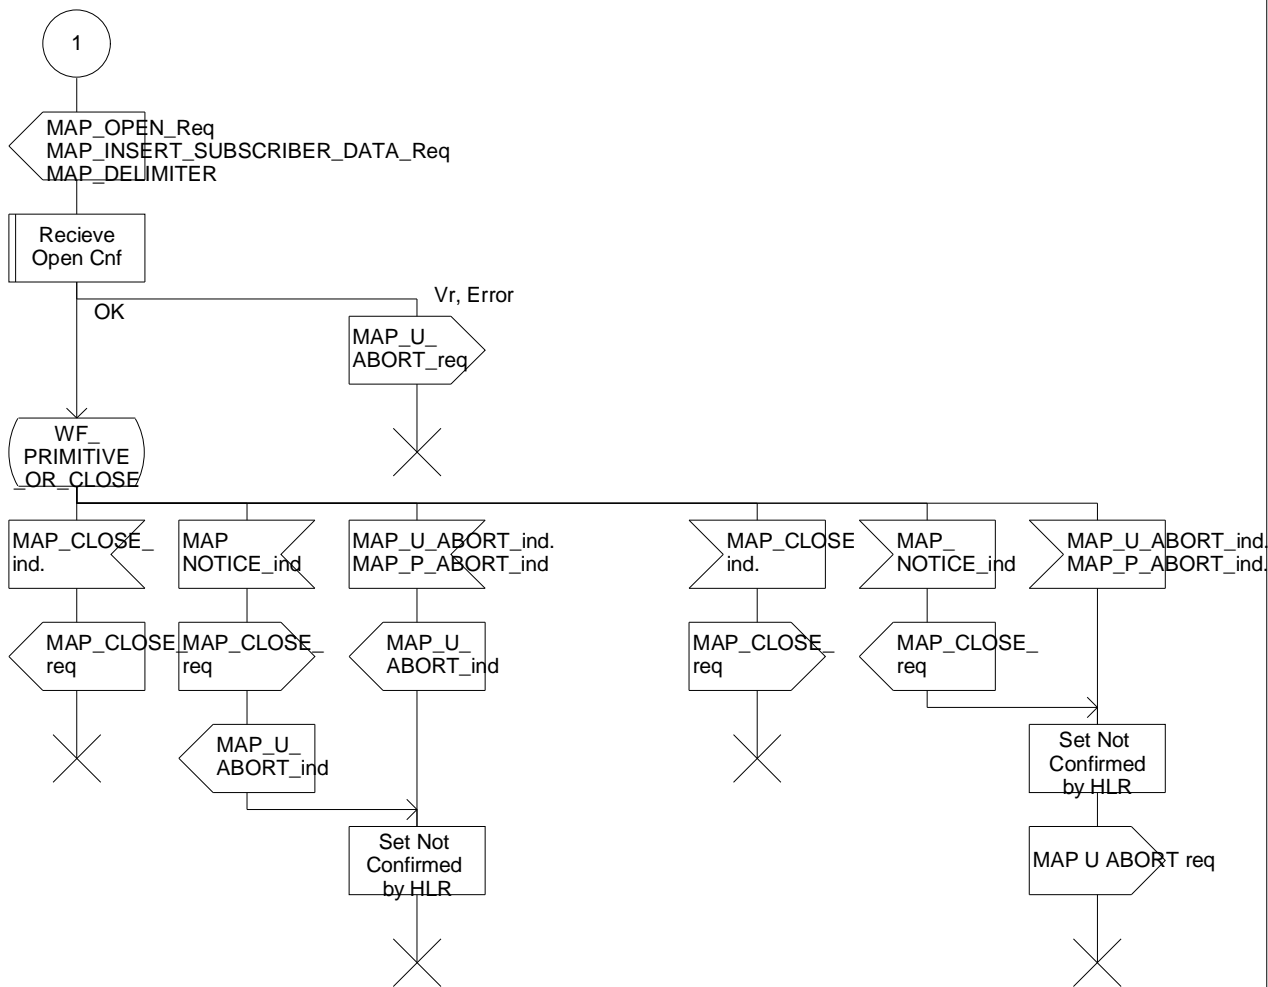 1
MAP_OPEN_Req
MAP_INSERT_SUBSCRIBER_DATA_Req
MAP_DELIMITER
Recieve
Open Cnf
OK
Vr, Error
MAP_U_
ABORT_req
WF_
PRIMITIVE
_OR_CLOSE
MAP_CLOSE_
ind.
MAP
NOTICE_ind
MAP_U_ABORT_ind.
MAP_P_ABORT_ind
MAP_CLOSE
ind.
MAP_
NOTICE_ind
MAP_U_ABORT_ind.
MAP_P_ABORT_ind.
MAP_CLOSE_
req
MAP_CLOSE_
req
MAP_U_
ABORT_ind
MAP_CLOSE_
req
MAP_CLOSE_
req
MAP_U_
ABORT_ind
Set Not
Confirmed
by HLR
Set Not
Confirmed
by HLR
MAP U ABORT req